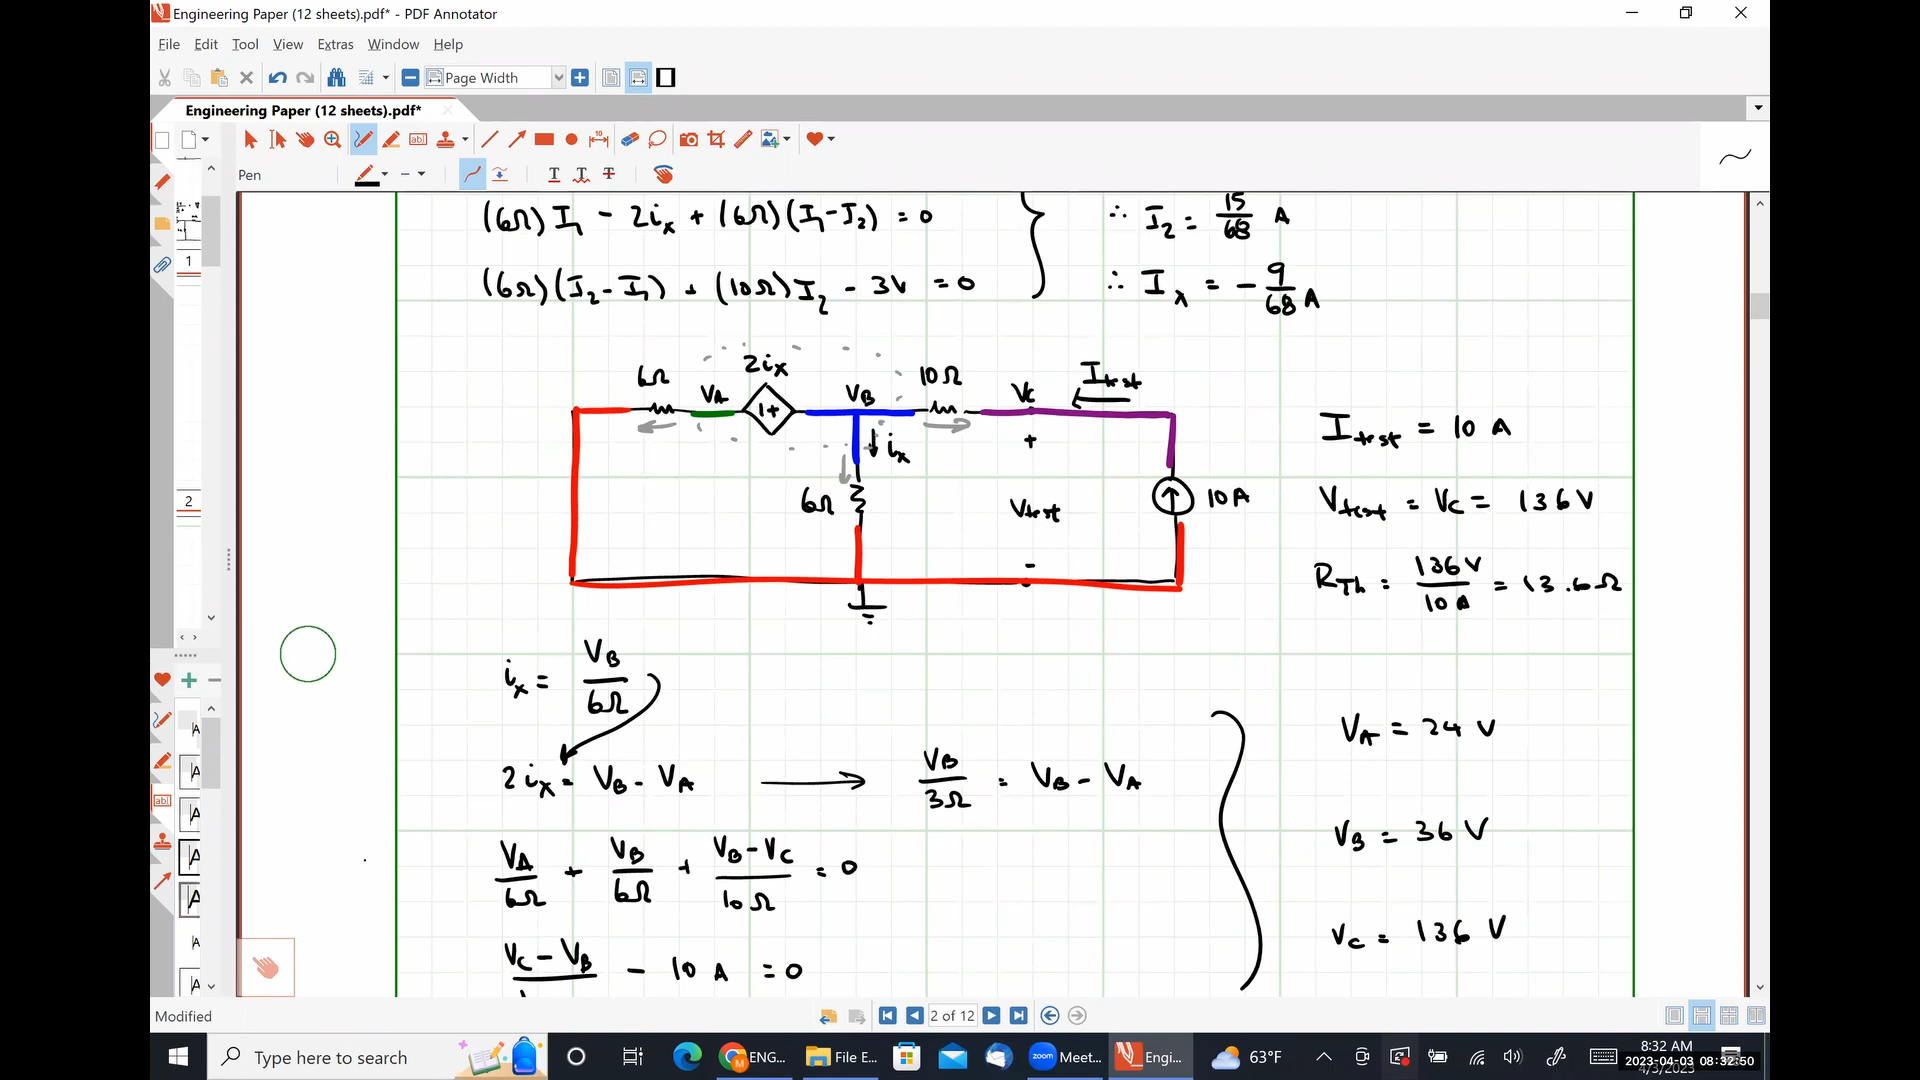 Engineering Paper (12 sheets).pdf* - PDF Annotator
File Edit Tool View Extras Window Help
Page Width
Engineering Paper (12 sheets).pdf*
Pen
1
2
(6Ω) I₁ - 2iₓ + (6Ω)(I₁-I₂) = 0
∴ I₂ = 15/68 A
(6Ω)(I₂-I₁) + (10Ω)I₂ - 3V = 0
∴ Iₓ = - 9/68 A
6Ω VA 2iₓ VB 10Ω VC Itest
-+
iₓ
+
6Ω
Vtest
10A
-
Itest = 10 A
Vtest = VC = 136 V
RTh = 136V/10A = 13.6Ω
iₓ = VB/6Ω
2iₓ = VB - VA → VB/3Ω = VB - VA
VA/6Ω + VB/6Ω + (VB-VC)/10Ω = 0
VC - VB - 10 A = 0
VA = 24 V
VB = 36 V
VC = 136 V
Modified
2 of 12
Type here to search
ENG...
File E...
zoom
Meet...
Engi...
63°F
8:32 AM
2023-04-03 08:32:50